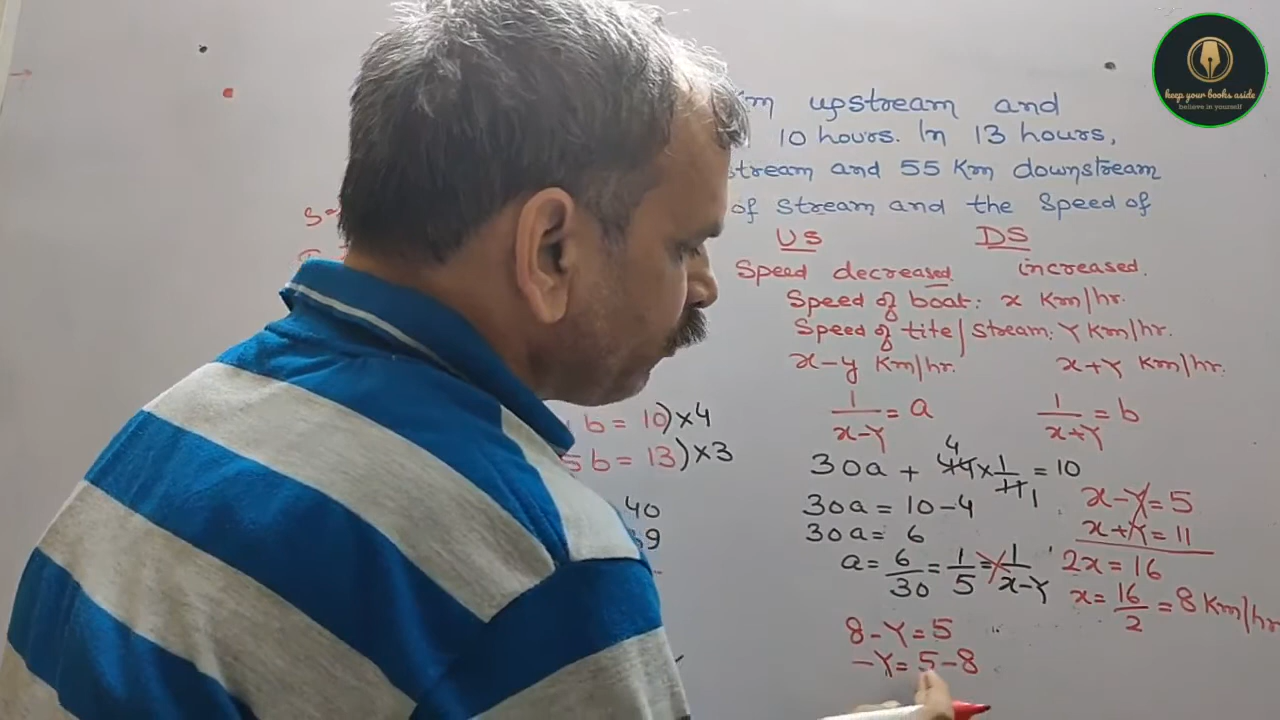 keep your books aside
believe in yourself
Km upstream and
10 hours. In 13 hours,
stream and 55 Km downstream
of stream and the Speed of
US DS
Speed decreased increased.
Speed of boat: x Km/hr.
Speed of tite/stream: Y Km/hr.
x-y Km/hr. x+Y Km/hr.
1/(x-Y) = a 1/(x+Y) = b
b = 10)×4
5b = 13)×3
40
39
30a + 44 4 × 1/11 1 = 10
30a = 10-4
30a = 6
a = 6/30 = 1/5 = 1/(x-Y)
x-Y = 5
x+Y = 11
2x = 16
x = 16/2 = 8 Km/hr
8-Y = 5
-Y = 5-8